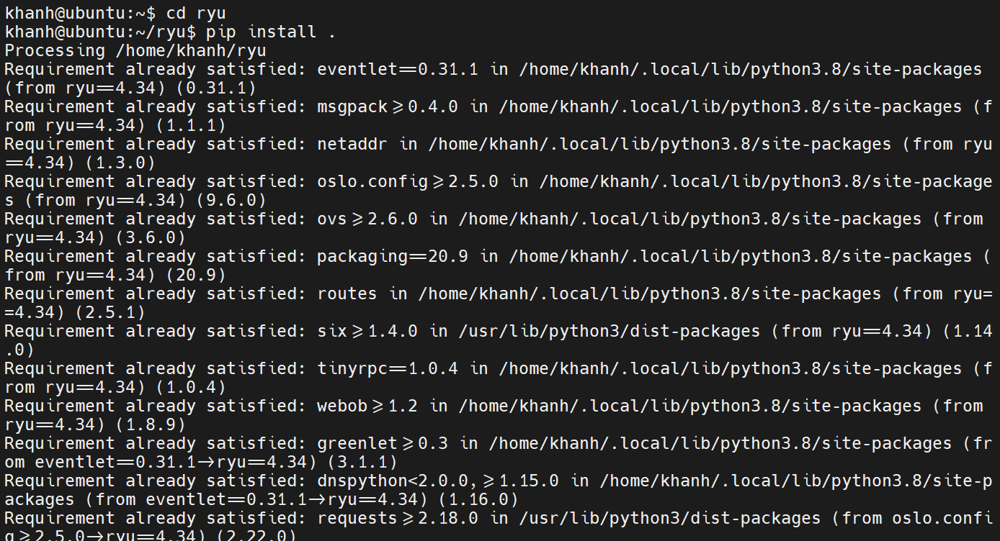 khanh@ubuntu:~$ cd ryu
khanh@ubuntu:~/ryu$ pip install .
Processing /home/khanh/ryu
Requirement already satisfied: eventlet==0.31.1 in /home/khanh/.local/lib/python3.8/site-packages
(from ryu==4.34) (0.31.1)
Requirement already satisfied: msgpack>=0.4.0 in /home/khanh/.local/lib/python3.8/site-packages (f
rom ryu==4.34) (1.1.1)
Requirement already satisfied: netaddr in /home/khanh/.local/lib/python3.8/site-packages (from ryu
==4.34) (1.3.0)
Requirement already satisfied: oslo.config>=2.5.0 in /home/khanh/.local/lib/python3.8/site-package
s (from ryu==4.34) (9.6.0)
Requirement already satisfied: ovs>=2.6.0 in /home/khanh/.local/lib/python3.8/site-packages (from
ryu==4.34) (3.6.0)
Requirement already satisfied: packaging==20.9 in /home/khanh/.local/lib/python3.8/site-packages (
from ryu==4.34) (20.9)
Requirement already satisfied: routes in /home/khanh/.local/lib/python3.8/site-packages (from ryu=
=4.34) (2.5.1)
Requirement already satisfied: six>=1.4.0 in /usr/lib/python3/dist-packages (from ryu==4.34) (1.14
.0)
Requirement already satisfied: tinyrpc==1.0.4 in /home/khanh/.local/lib/python3.8/site-packages (f
rom ryu==4.34) (1.0.4)
Requirement already satisfied: webob>=1.2 in /home/khanh/.local/lib/python3.8/site-packages (from
ryu==4.34) (1.8.9)
Requirement already satisfied: greenlet>=0.3 in /home/khanh/.local/lib/python3.8/site-packages (fr
om eventlet==0.31.1->ryu==4.34) (3.1.1)
Requirement already satisfied: dnspython<2.0.0,>=1.15.0 in /home/khanh/.local/lib/python3.8/site-p
ackages (from eventlet==0.31.1->ryu==4.34) (1.16.0)
Requirement already satisfied: requests>=2.18.0 in /usr/lib/python3/dist-packages (from oslo.confi
g>=2.5.0->ryu==4.34) (2.22.0)